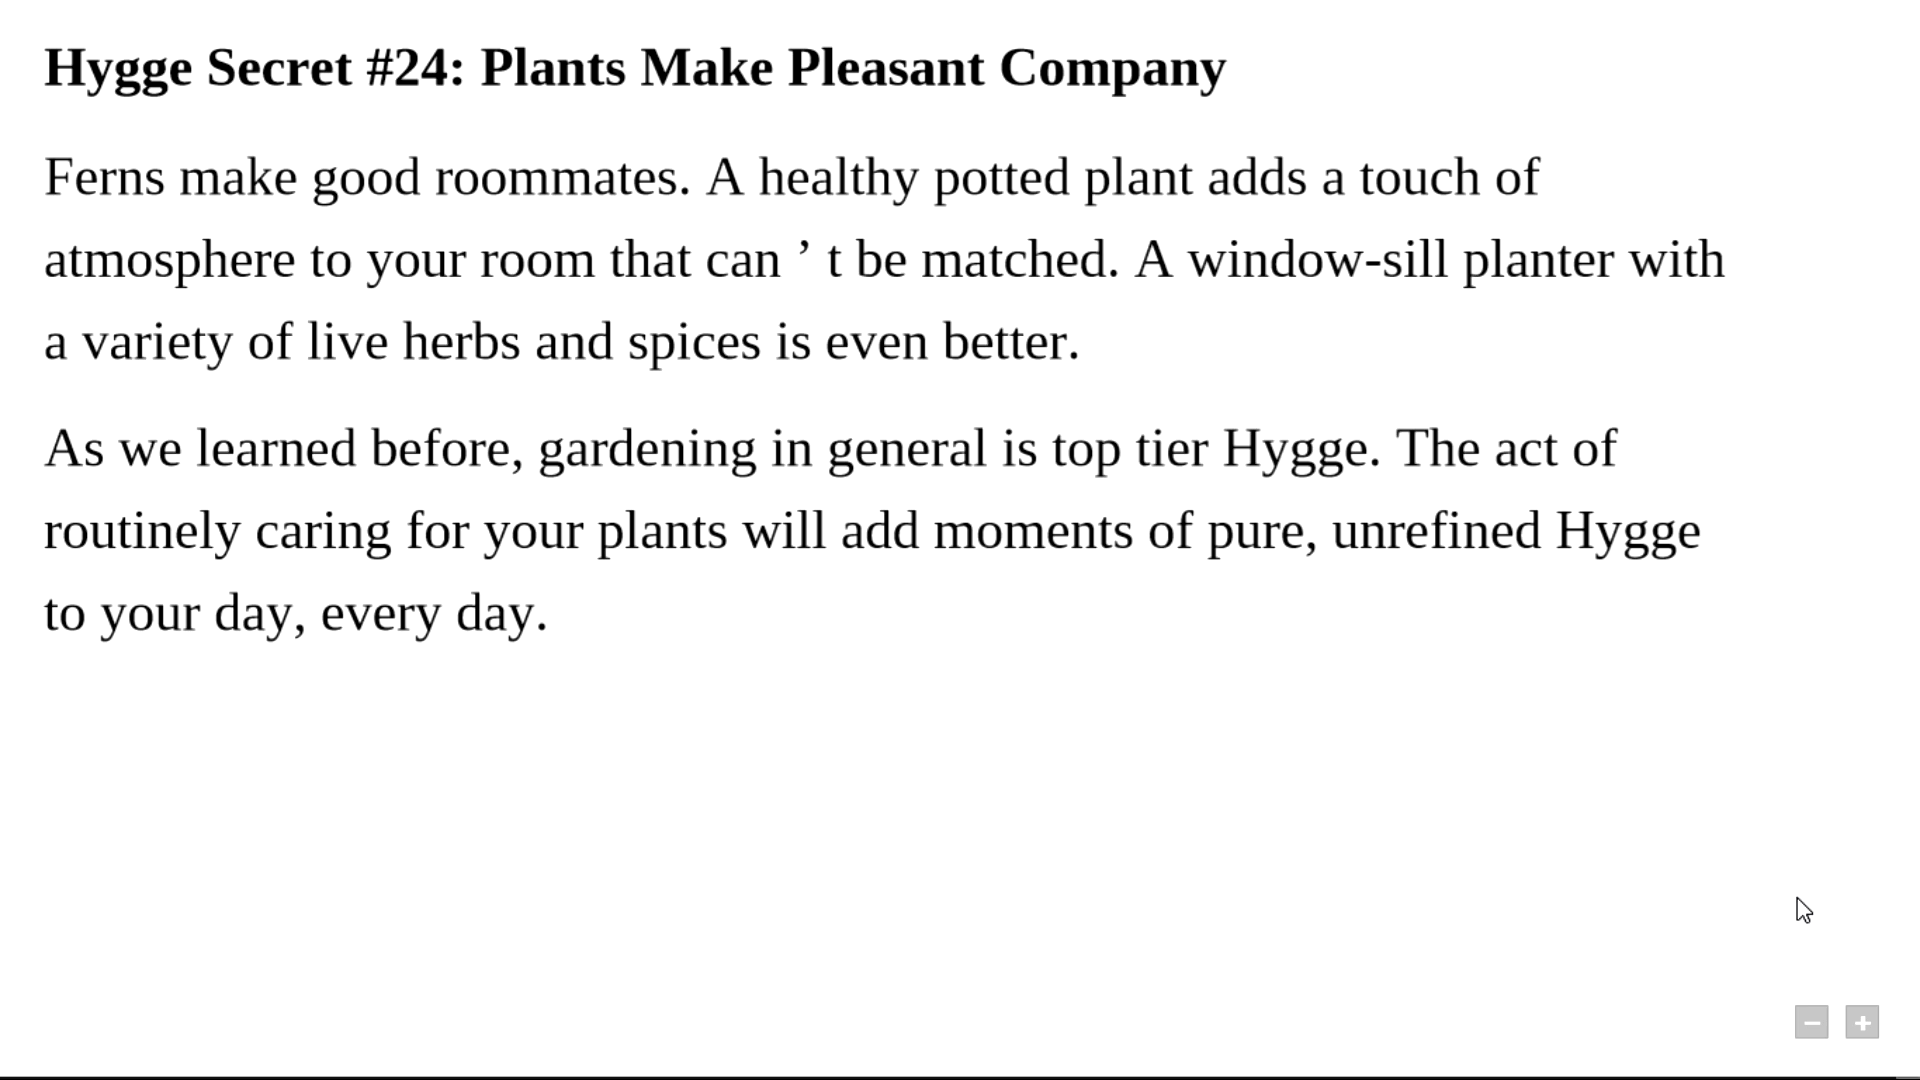 Hygge Secret #24: Plants Make Pleasant Company
Ferns make good roommates. A healthy potted plant adds a touch of
atmosphere to your room that can ’ t be matched. A window-sill planter with
a variety of live herbs and spices is even better.
As we learned before, gardening in general is top tier Hygge. The act of
routinely caring for your plants will add moments of pure, unrefined Hygge
to your day, every day.